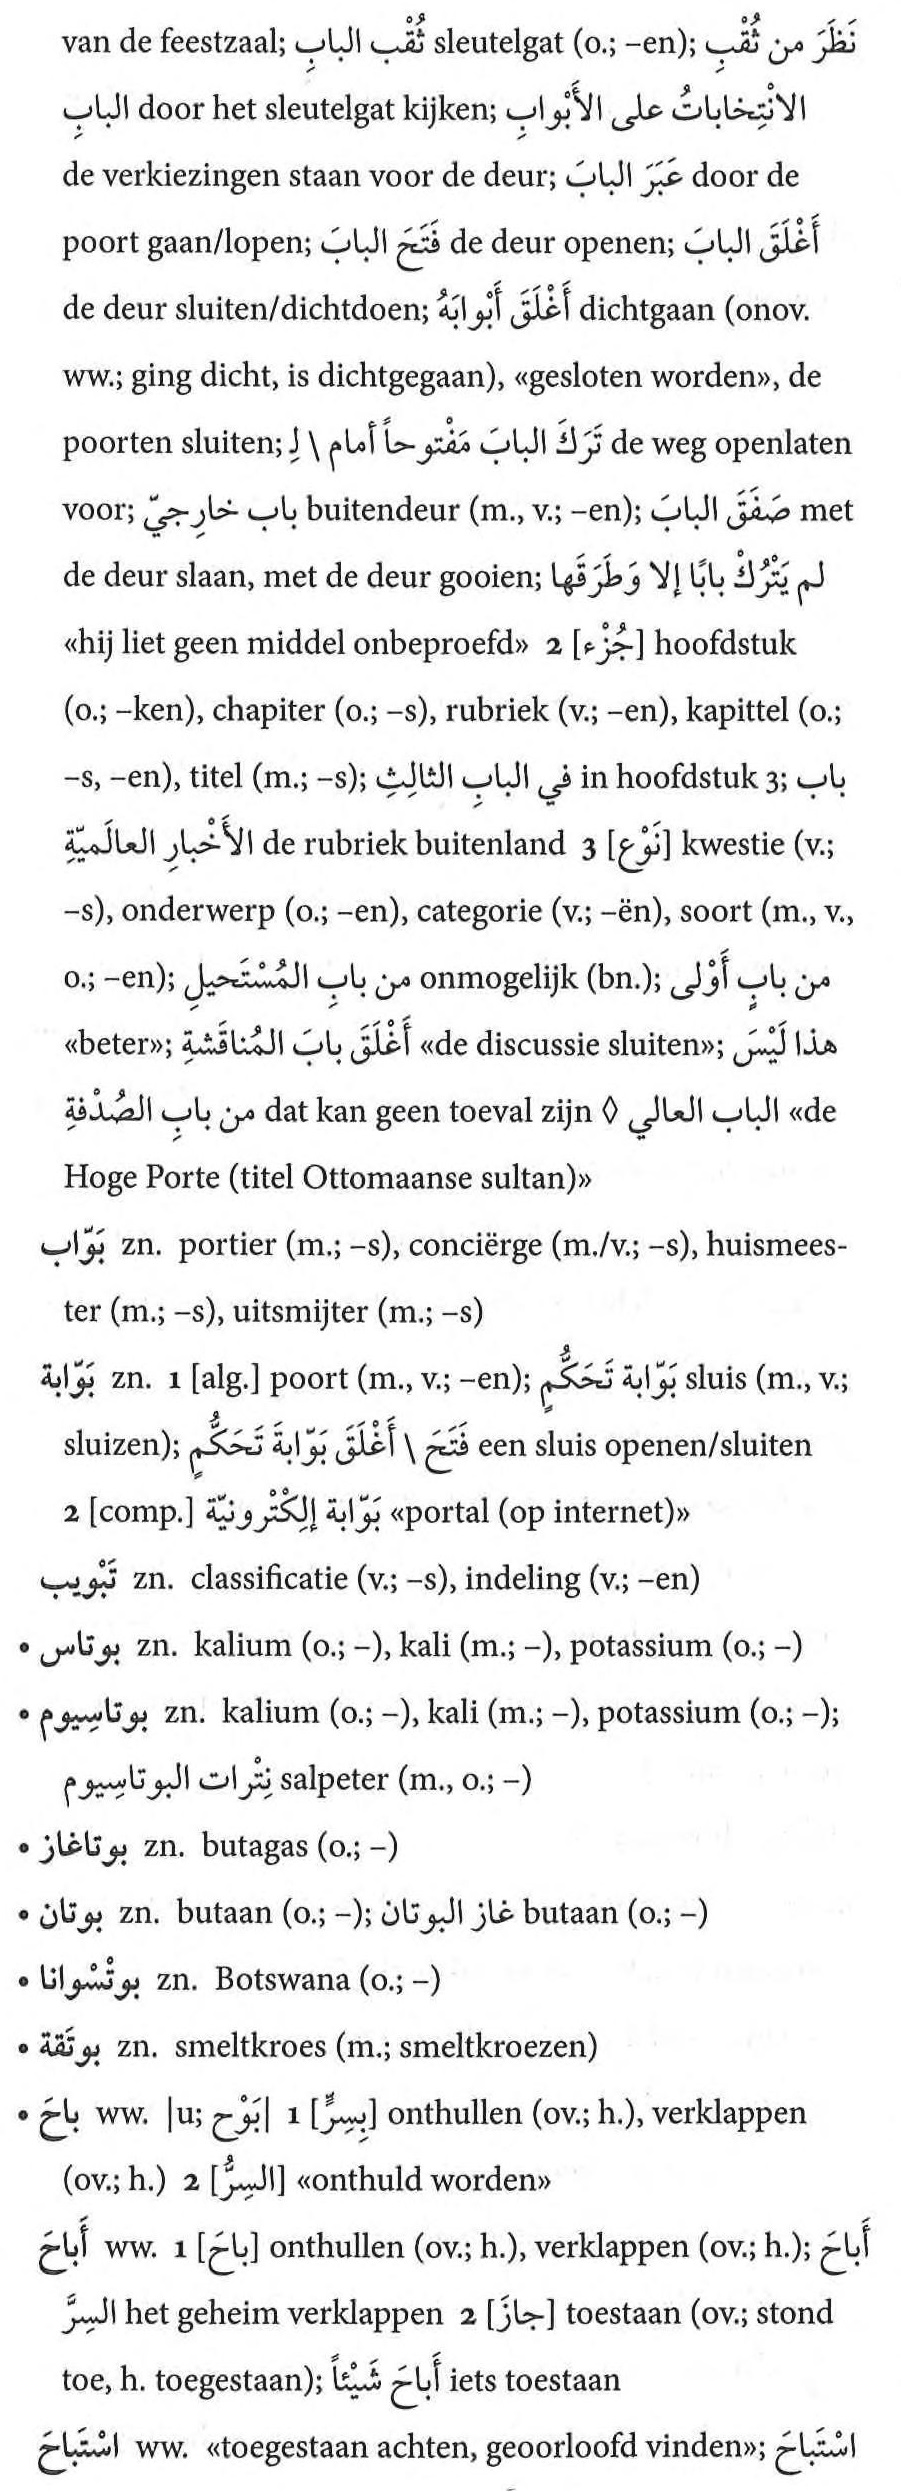 van de feestzaal; ثُقْب البابِ sleutelgat (o.; –en); نَظَرَ من ثُقْبِ
البابِ door het sleutelgat kijken; الانْتِخاباتُ على الأَبْوابِ
de verkiezingen staan voor de deur; عَبَرَ البابَ door de
poort gaan/lopen; فَتَحَ البابَ de deur openen; أَغْلَقَ البابَ
de deur sluiten/dichtdoen; أَغْلَقَ أَبْوابَهُ dichtgaan (onov.
ww.; ging dicht, is dichtgegaan), «gesloten worden», de
poorten sluiten; تَرَكَ البابَ مَفْتوحاً أمام \ لِـ de weg openlaten
voor; باب خارِجيّ buitendeur (m., v.; –en); صَفَقَ البابَ met
de deur slaan, met de deur gooien; لم يَتْرُكْ بابًا إلا وَطَرَقَها
«hij liet geen middel onbeproefd» 2 [جُزْء] hoofdstuk
(o.; –ken), chapiter (o.; –s), rubriek (v.; –en), kapittel (o.;
–s, –en), titel (m.; –s); في البابِ الثالِثِ in hoofdstuk 3; باب
الأَخْبارِ العالَميّةِ de rubriek buitenland 3 [نَوْع] kwestie (v.;
–s), onderwerp (o.; –en), categorie (v.; –ën), soort (m., v.,
o.; –en); من بابِ المُسْتَحيلِ onmogelijk (bn.); من بابٍ أَوْلى
«beter»; أَغْلَقَ بابَ المُناقَشةِ «de discussie sluiten»; هذا لَيْسَ
من بابِ الصُدْفةِ dat kan geen toeval zijn ◊ الباب العالي «de
Hoge Porte (titel Ottomaanse sultan)»
بَوّاب zn. portier (m.; –s), conciërge (m./v.; –s), huismees-
ter (m.; –s), uitsmijter (m.; –s)
بَوّابة zn. 1 [alg.] poort (m., v.; –en); بَوّابة تَحَكُّمٍ sluis (m., v.;
sluizen); فَتَحَ \ أَغْلَقَ بَوّابةَ تَحَكُّمٍ een sluis openen/sluiten
2 [comp.] بَوّابة إلِكْتْرونيّة «portal (op internet)»
تَبْويب zn. classificatie (v.; –s), indeling (v.; –en)
• بوتاس zn. kalium (o.; –), kali (m.; –), potassium (o.; –)
• بوتاسِيوم zn. kalium (o.; –), kali (m.; –), potassium (o.; –);
نِتْرات البوتاسِيوم salpeter (m., o.; –)
• بوتاغاز zn. butagas (o.; –)
• بوتان zn. butaan (o.; –); غاز البوتان butaan (o.; –)
• بوتْسْوانا zn. Botswana (o.; –)
• بوتَقة zn. smeltkroes (m.; smeltkroezen)
• باحَ ww. |u; بَوْح| 1 [بِسِرٍّ] onthullen (ov.; h.), verklappen
(ov.; h.) 2 [السِرُّ] «onthuld worden»
أَباحَ ww. 1 [باحَ] onthullen (ov.; h.), verklappen (ov.; h.); أَباحَ
السِرَّ het geheim verklappen 2 [جازَ] toestaan (ov.; stond
toe, h. toegestaan); أَباحَ شَيْئاً iets toestaan
اسْتَباحَ ww. «toegestaan achten, geoorloofd vinden»; اسْتَباحَ